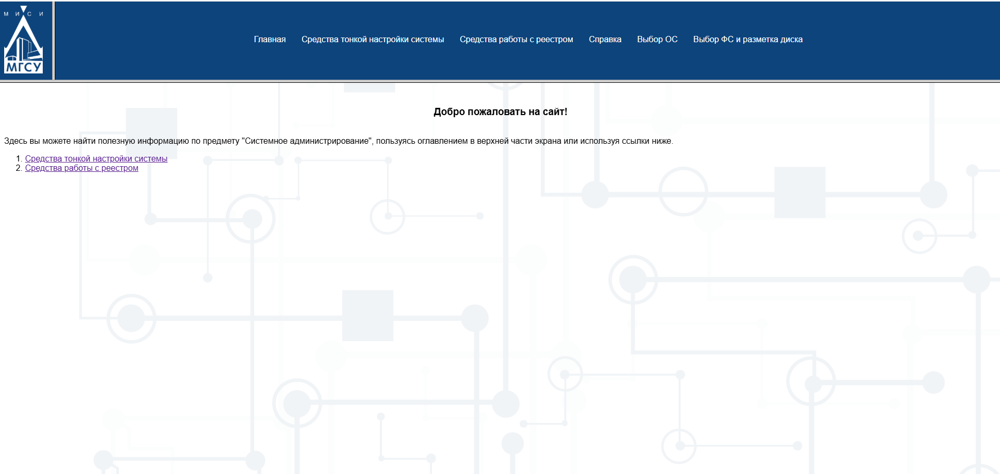 М И С И
МГСУ
Главная Средства тонкой настройки системы Средства работы с реестром Справка Выбор ОС Выбор ФС и разметка диска
Добро пожаловать на сайт!
Здесь вы можете найти полезную информацию по предмету "Системное администрирование", пользуясь оглавлением в верхней части экрана или используя ссылки ниже.
1. Средства тонкой настройки системы
2. Средства работы с реестром